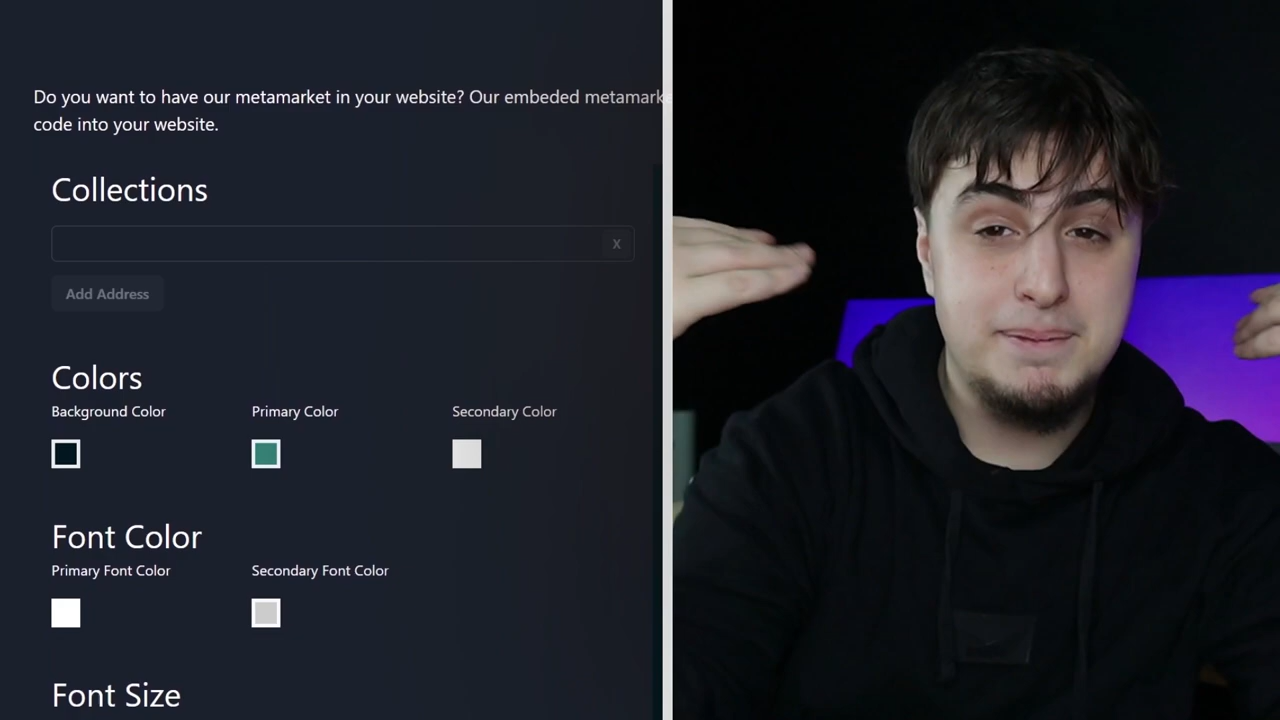 Do you want to have our metamarket in your website? Our embeded metamarke
code into your website.
Collections
X
Add Address
Colors
Background Color
Primary Color
Secondary Color
Font Color
Primary Font Color
Secondary Font Color
Font Size